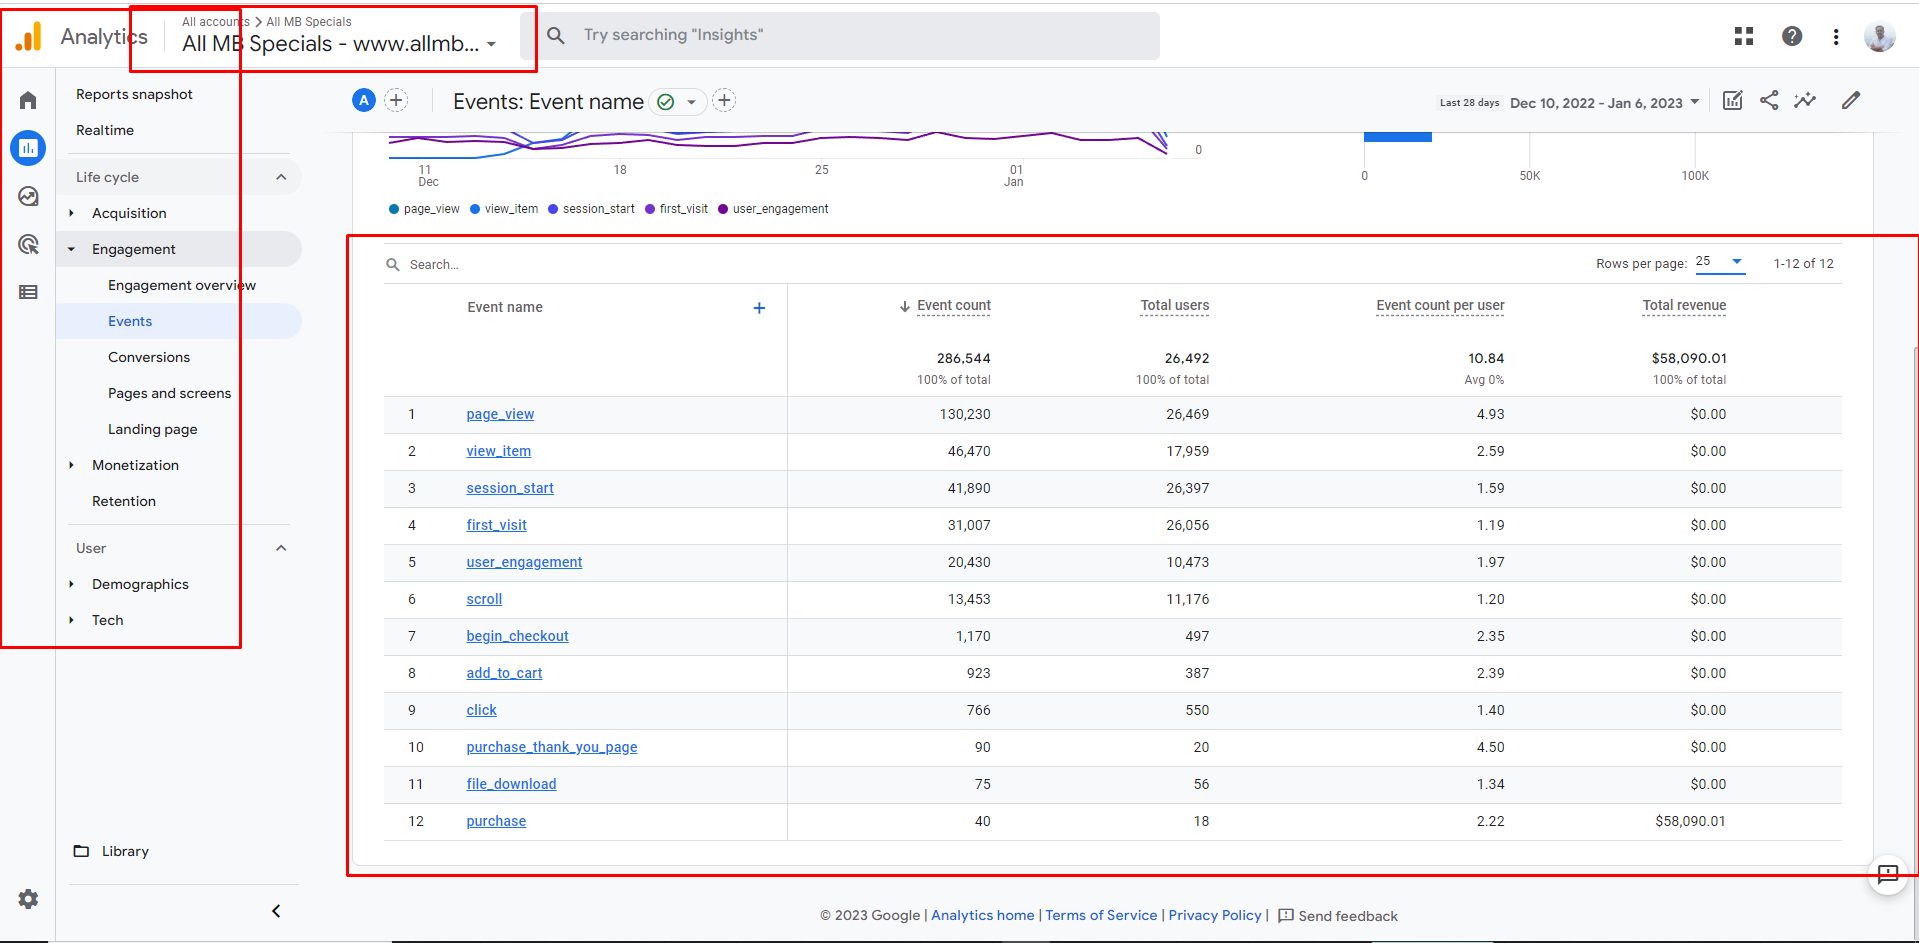 Analytics
All accounts > All MB Specials
All MB Specials - www.allmb...
Try searching "Insights"
Reports snapshot
Realtime
Life cycle
Acquisition
Engagement
Engagement overview
Events
Conversions
Pages and screens
Landing page
Monetization
Retention
User
Demographics
Tech
Library
A
Events: Event name
Last 28 days Dec 10, 2022 - Jan 6, 2023
0
11 18 25 01
Dec Jan
0 50K 100K
page_view view_item session_start first_visit user_engagement
Search...
Rows per page: 25 1-12 of 12
Event name + Event count Total users Event count per user Total revenue
286,544 26,492 10.84 $58,090.01
100% of total 100% of total Avg 0% 100% of total
1 page_view 130,230 26,469 4.93 $0.00
2 view_item 46,470 17,959 2.59 $0.00
3 session_start 41,890 26,397 1.59 $0.00
4 first_visit 31,007 26,056 1.19 $0.00
5 user_engagement 20,430 10,473 1.97 $0.00
6 scroll 13,453 11,176 1.20 $0.00
7 begin_checkout 1,170 497 2.35 $0.00
8 add_to_cart 923 387 2.39 $0.00
9 click 766 550 1.40 $0.00
10 purchase_thank_you_page 90 20 4.50 $0.00
11 file_download 75 56 1.34 $0.00
12 purchase 40 18 2.22 $58,090.01
© 2023 Google | Analytics home | Terms of Service | Privacy Policy | Send feedback